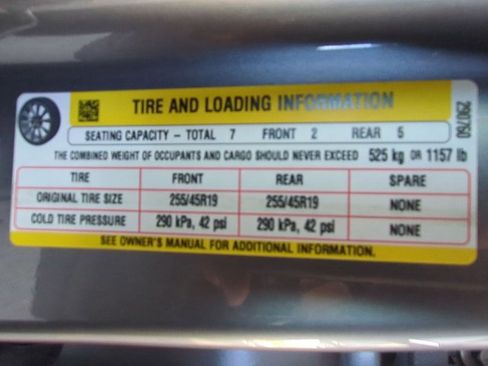 TIRE AND LOADING INFORMATION
SEATING CAPACITY – TOTAL 7 FRONT 2 REAR 5
THE COMBINED WEIGHT OF OCCUPANTS AND CARGO SHOULD NEVER EXCEED 525 kg OR 1157 lb
TIRE FRONT REAR SPARE
ORIGINAL TIRE SIZE 255/45R19 255/45R19 NONE
COLD TIRE PRESSURE 290 kPa, 42 psi 290 kPa, 42 psi NONE
SEE OWNER'S MANUAL FOR ADDITIONAL INFORMATION.